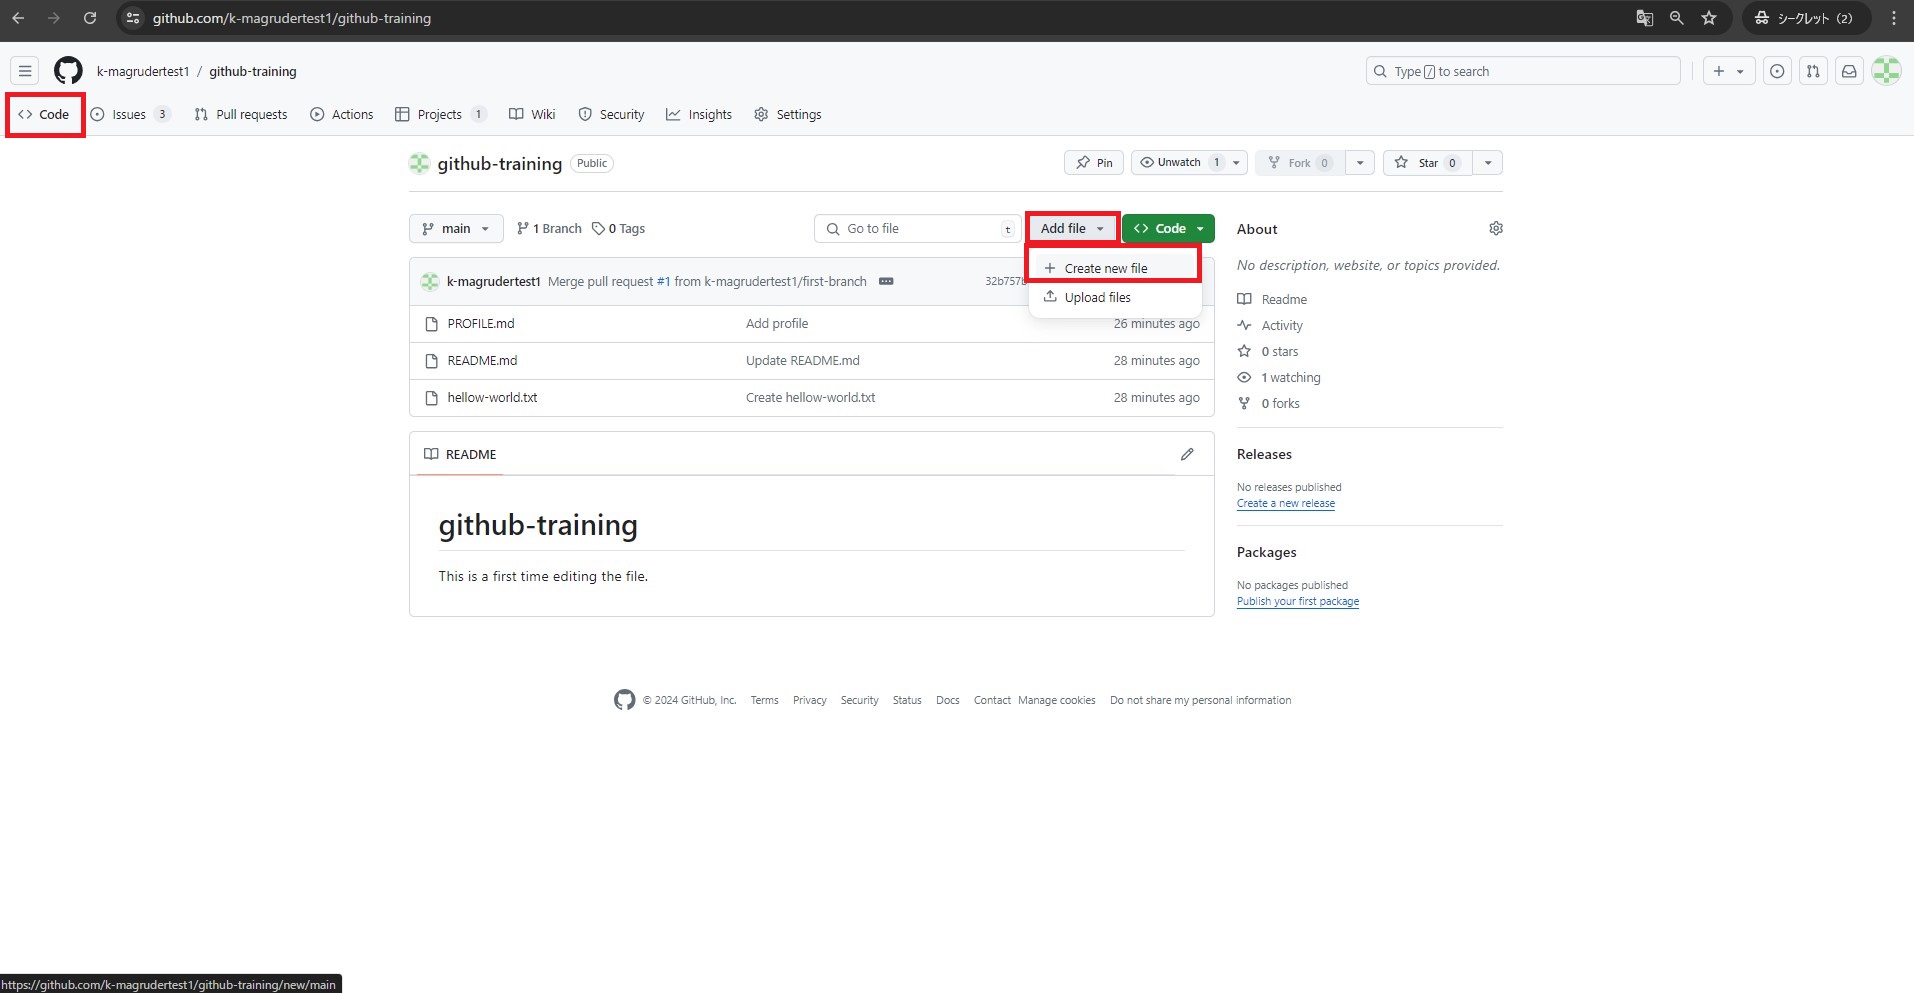 github.com/k-magrudertest1/github-training
シークレット (2)
k-magrudertest1 / github-training
Type / to search
Code
Issues 3
Pull requests
Actions
Projects 1
Wiki
Security
Insights
Settings
github-training Public
Pin
Unwatch 1
Fork 0
Star 0
main
1 Branch
0 Tags
Go to file t
Add file
Code
Create new file
Upload files
k-magrudertest1 Merge pull request #1 from k-magrudertest1/first-branch
PROFILE.md Add profile 26 minutes ago
README.md Update README.md 28 minutes ago
hellow-world.txt Create hellow-world.txt 28 minutes ago
README
github-training
This is a first time editing the file.
About
No description, website, or topics provided.
Readme
Activity
0 stars
1 watching
0 forks
Releases
No releases published
Create a new release
Packages
No packages published
Publish your first package
© 2024 GitHub, Inc. Terms Privacy Security Status Docs Contact Manage cookies Do not share my personal information
https://github.com/k-magrudertest1/github-training/new/main